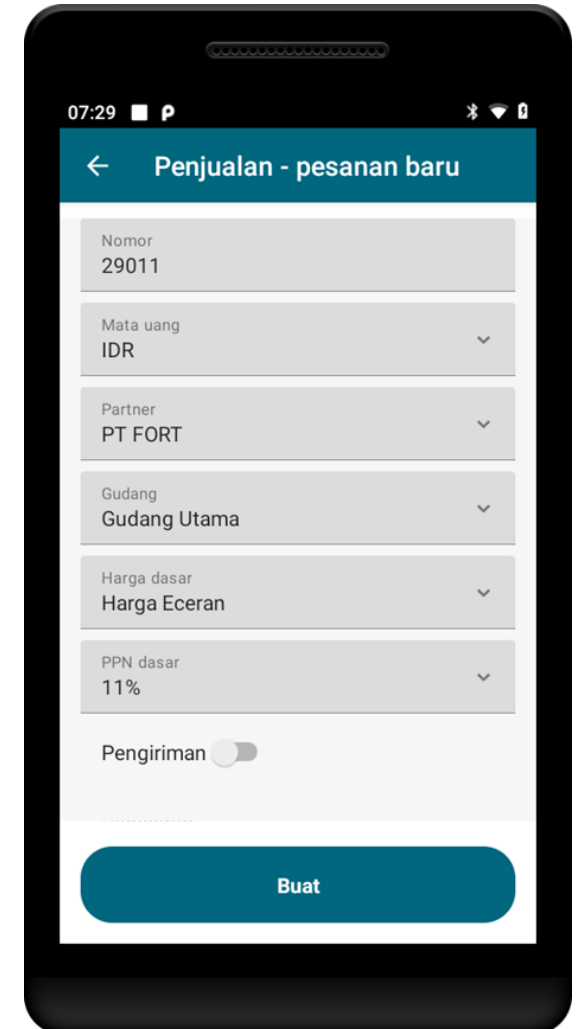 07:29
Penjualan - pesanan baru
Nomor
29011
Mata uang
IDR
Partner
PT FORT
Gudang
Gudang Utama
Harga dasar
Harga Eceran
PPN dasar
11%
Pengiriman
Buat